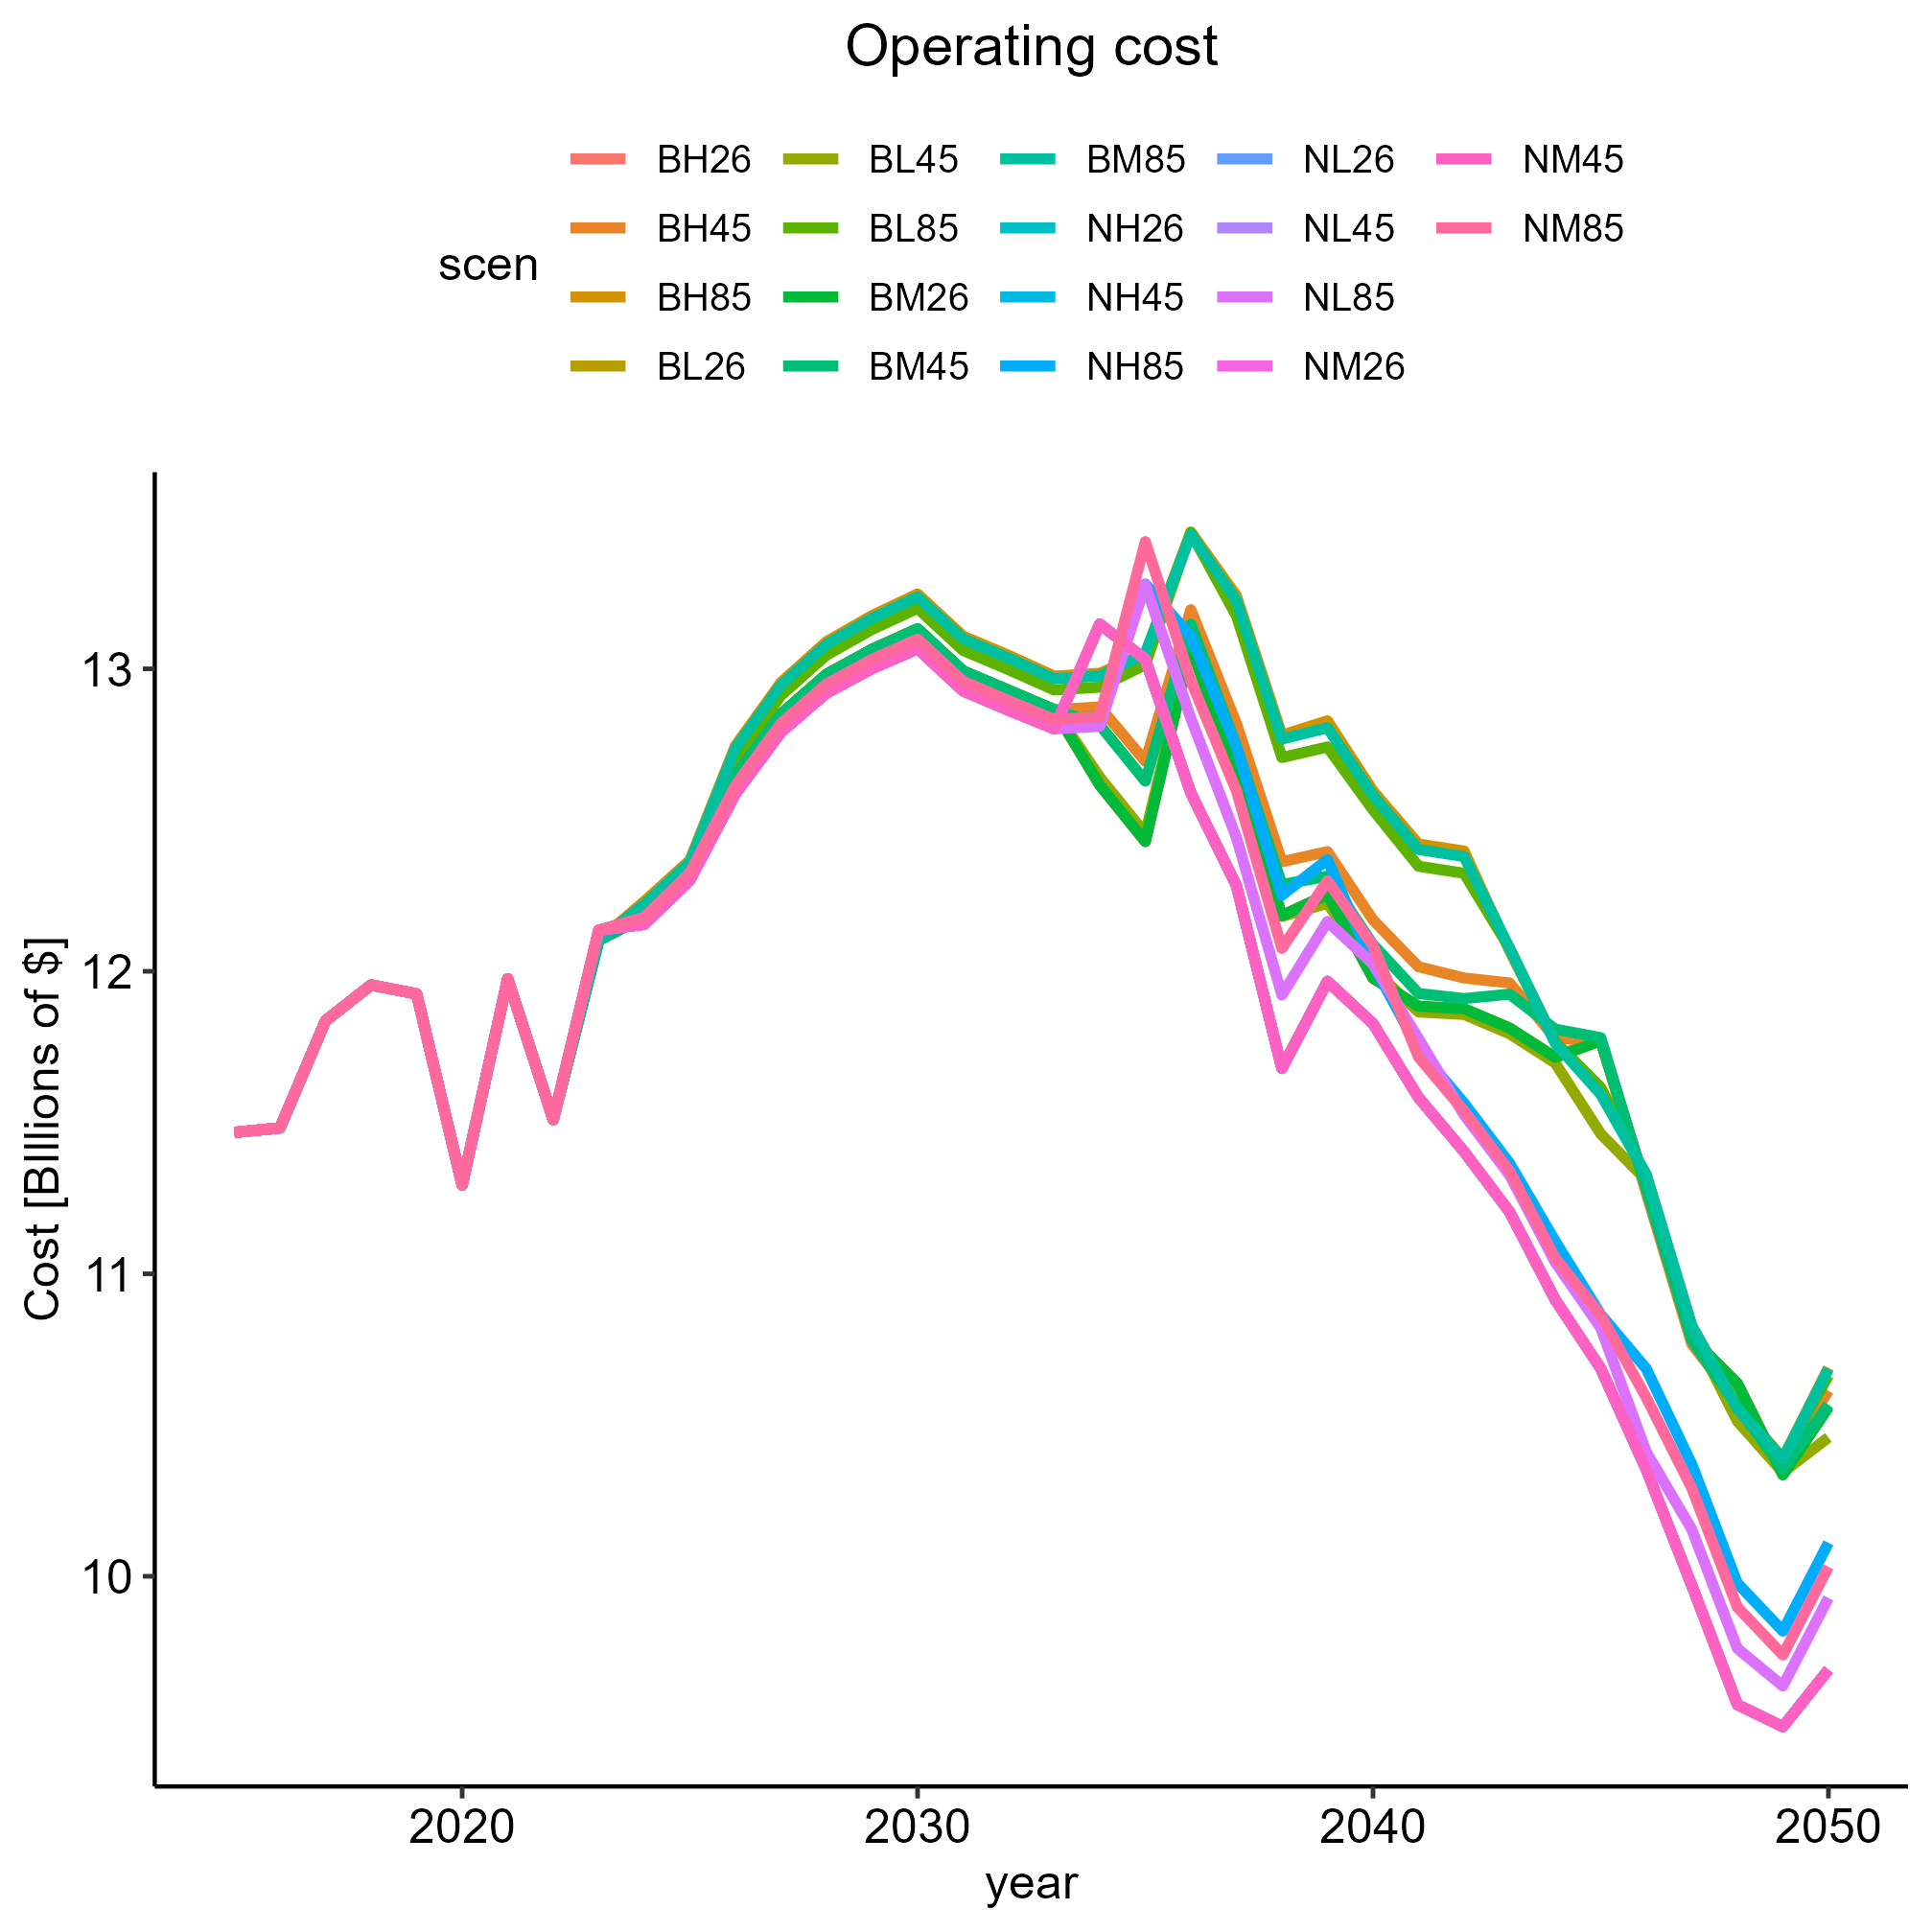 Operating cost
scen
BH26 BL45 BM85 NL26 NM45
BH45 BL85 NH26 NL45 NM85
BH85 BM26 NH45 NL85
BL26 BM45 NH85 NM26
Cost [BIllions of $]
13
12
11
10
2020 2030 2040 2050
year